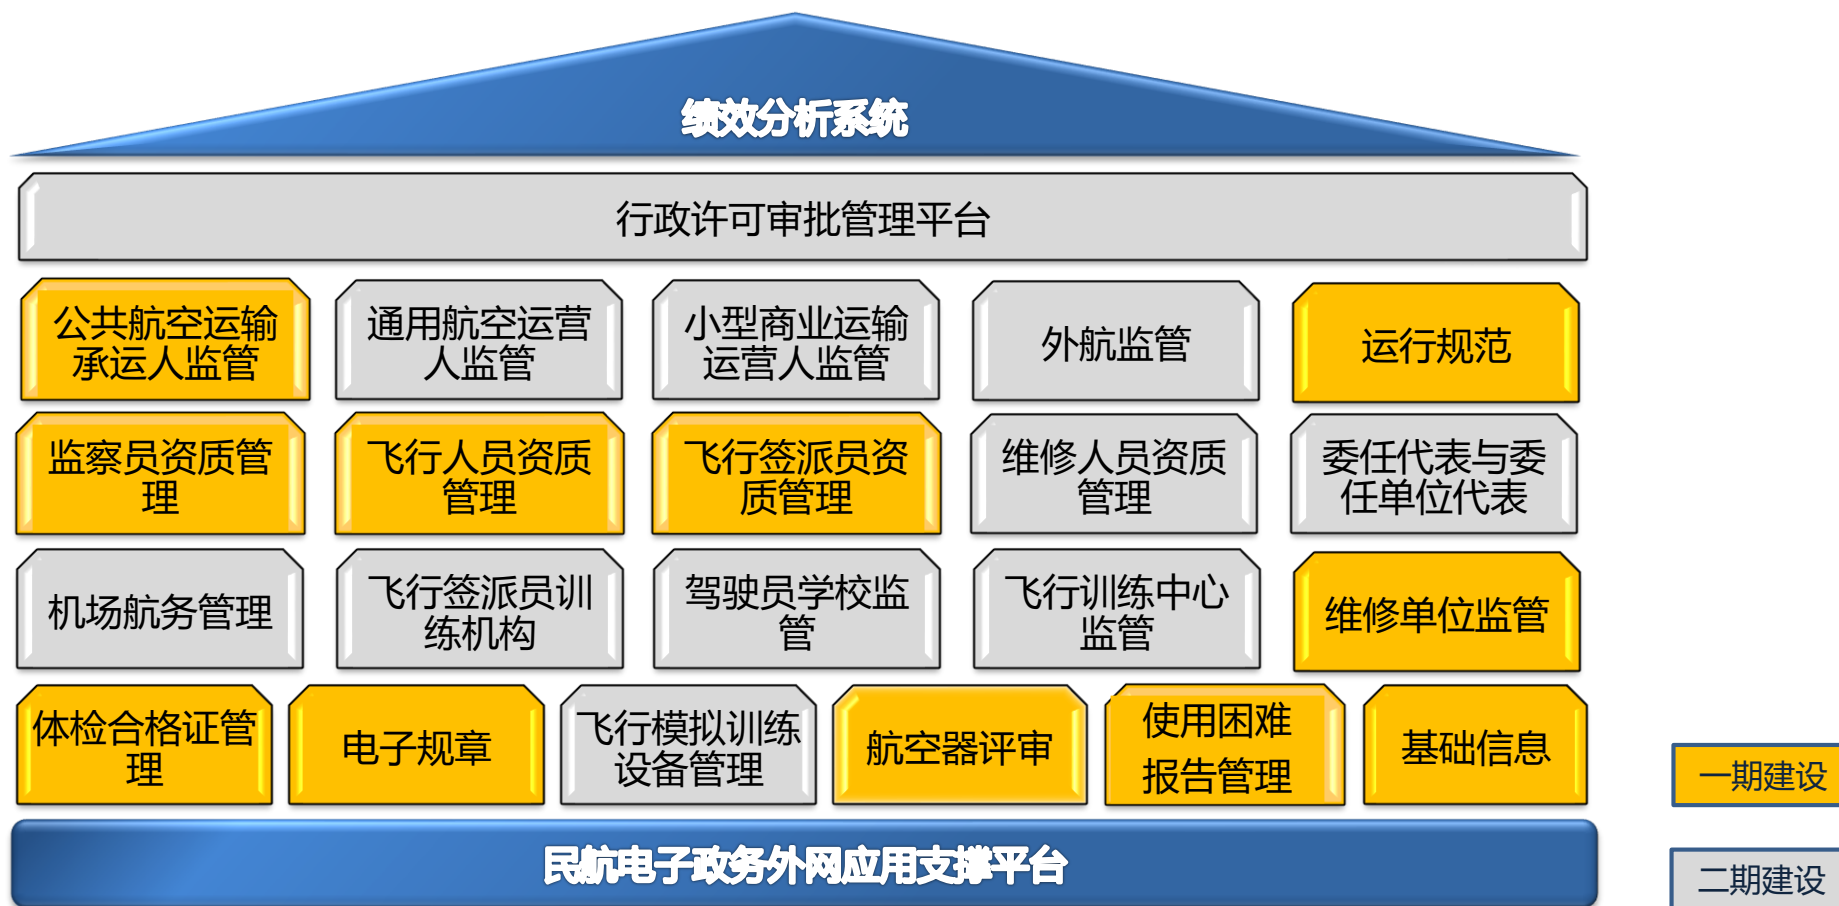 绩效分析系统
行政许可审批管理平台
公共航空运输
承运人监管
通用航空运营
人监管
小型商业运输
运营人监管
外航监管
运行规范
监察员资质管
理
飞行人员资质
管理
飞行签派员资
质管理
维修人员资质
管理
委任代表与委
任单位代表
机场航务管理
飞行签派员训
练机构
驾驶员学校监
管
飞行训练中心
监管
维修单位监管
体检合格证管
理
电子规章
飞行模拟训练
设备管理
航空器评审
使用困难
报告管理
基础信息
一期建设
民航电子政务外网应用支撑平台
二期建设